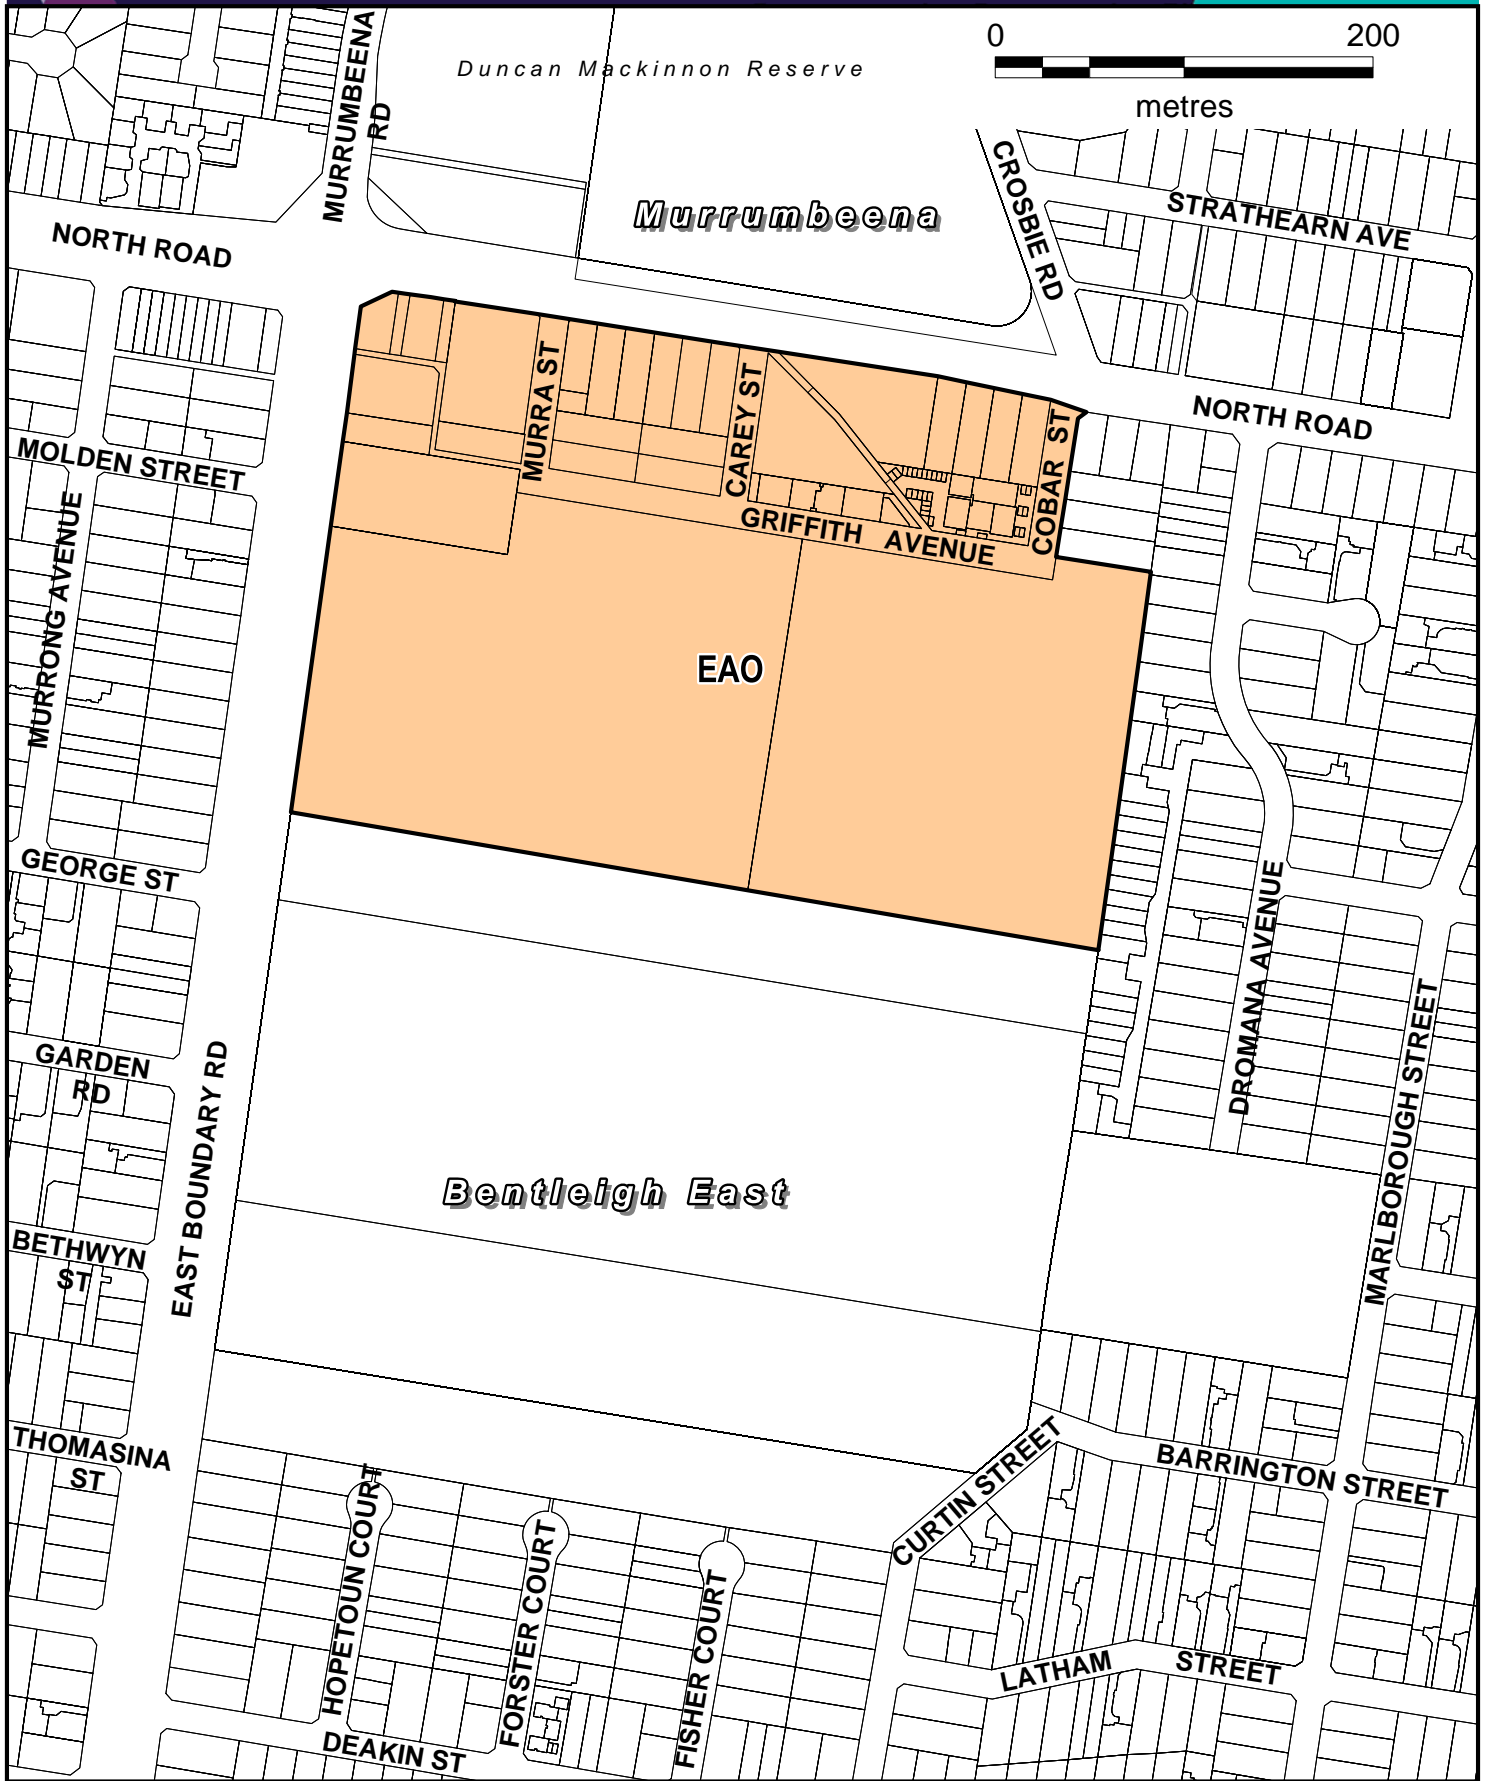 0 200
metres
Duncan Mackinnon Reserve
MURRUMBEENA
RD
CROSBIE RD
STRATHEARN AVE
Murrumbeena
NORTH ROAD
NORTH ROAD
MURRA ST
CAREY ST
COBAR ST
GRIFFITH AVENUE
MOLDEN STREET
MURRONG AVENUE
EAO
GEORGE ST
DROMANA AVENUE
MARLBOROUGH STREET
GARDEN
RD
EAST BOUNDARY RD
Bentleigh East
BETHWYN
ST
THOMASINA
ST
CURTIN STREET
BARRINGTON STREET
HOPETOUN COURT
FORSTER COURT
FISHER COURT
LATHAM STREET
DEAKIN ST